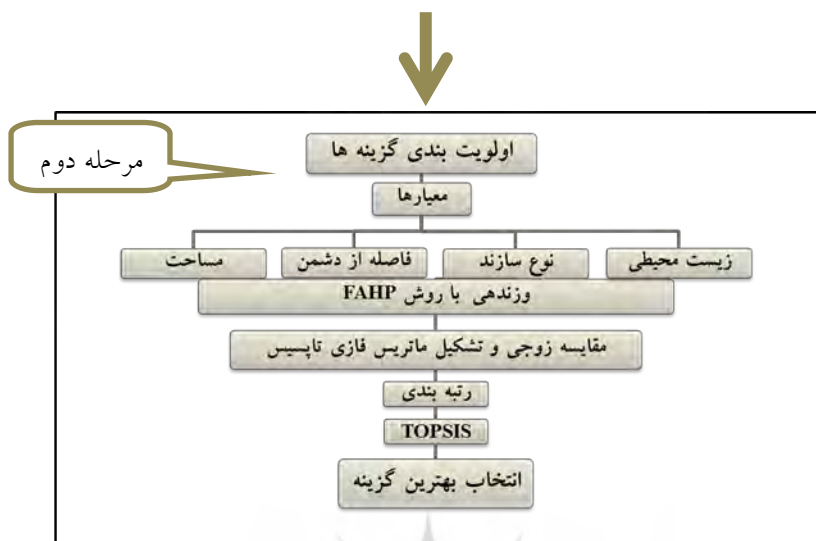 مرحله دوم
اولویت بندی گزینه ها
معیارها
زیست محیطی
نوع سازند
فاصله از دشمن
مساحت
وزندهی با روش FAHP
مقایسه زوجی و تشکیل ماتریس فازی تاپسیس
رتبه بندی
TOPSIS
انتخاب بهترین گزینه